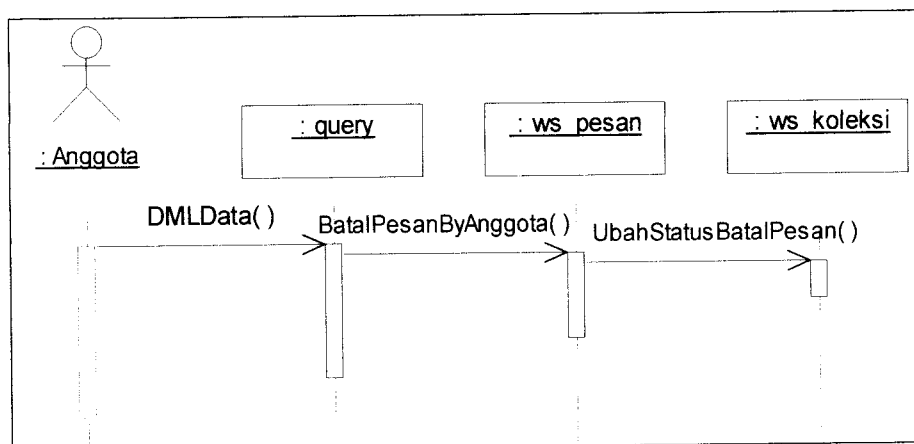 : Anggota
: query
: ws_pesan
: ws_koleksi
DMLData( )
BatalPesanByAnggota( )
UbahStatusBatalPesan( )